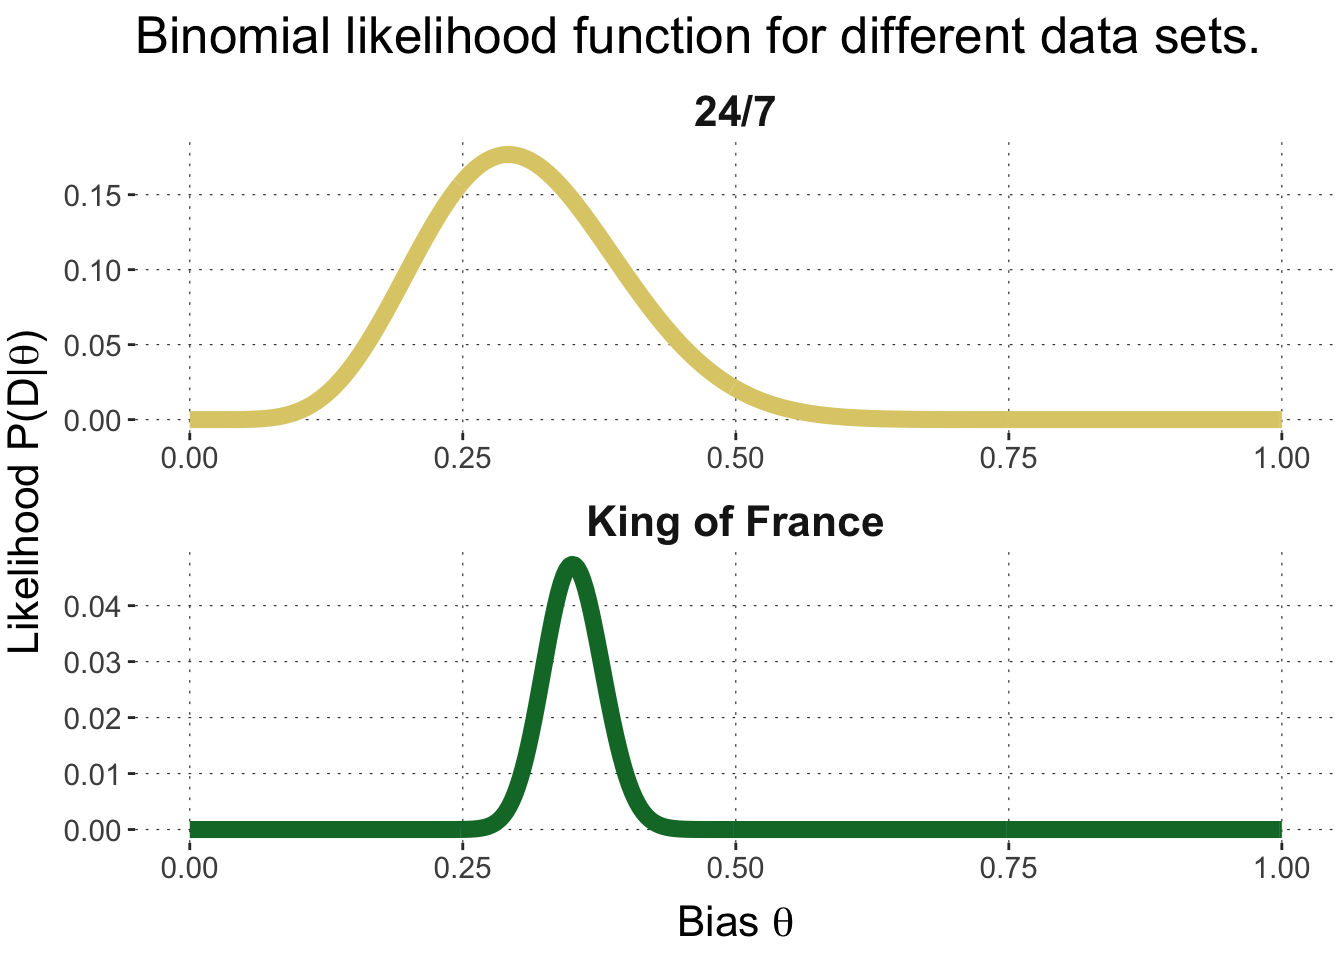 Binomial likelihood function for different data sets.
24/7
0.15
0.10
0.05
0.00
0.00 0.25 0.50 0.75 1.00
Likelihood P(D|θ)
King of France
0.04
0.03
0.02
0.01
0.00
0.00 0.25 0.50 0.75 1.00
Bias θ